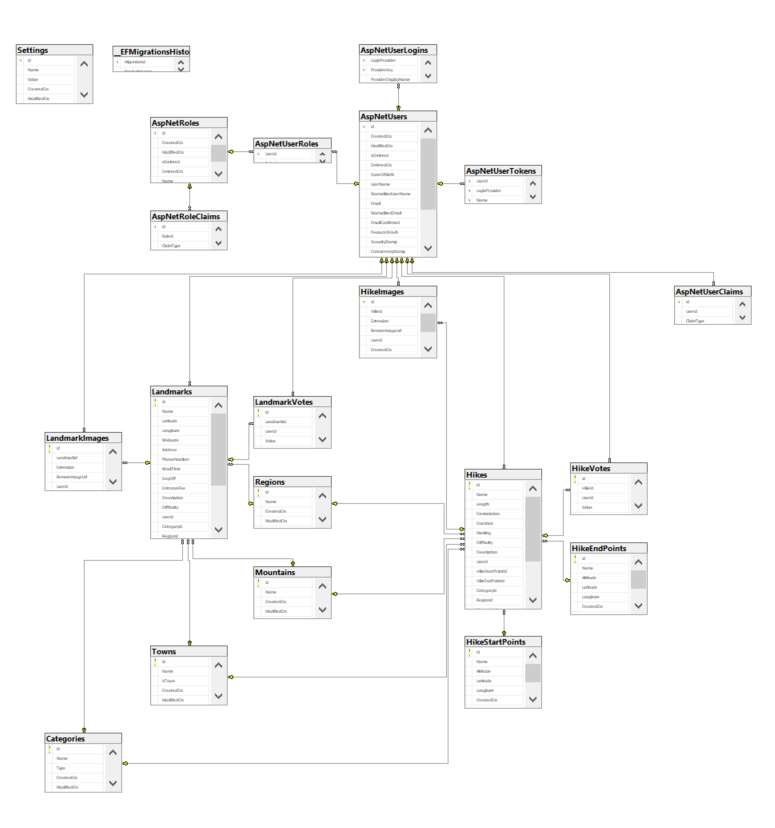 Settings
Id
Name
Value
CreatedOn
ModifiedOn
__EFMigrationsHisto
MigrationId
AspNetUserLogins
LoginProvider
ProviderKey
ProviderDisplayName
AspNetRoles
Id
CreatedOn
ModifiedOn
IsDeleted
DeletedOn
Name
AspNetUserRoles
UserId
AspNetUsers
Id
CreatedOn
ModifiedOn
IsDeleted
DeletedOn
DateOfBirth
UserName
NormalizedUserName
Email
NormalizedEmail
EmailConfirmed
PasswordHash
SecurityStamp
ConcurrencyStamp
AspNetUserTokens
UserId
LoginProvider
Name
AspNetRoleClaims
Id
RoleId
ClaimType
HikeImages
Id
HikeId
Extension
RemoteImageUrl
UserId
CreatedOn
AspNetUserClaims
Id
UserId
ClaimType
Landmarks
Id
Name
Latitude
Longitude
Website
Address
PhoneNumber
WorkTime
DayOff
EntranceFee
Description
Difficulty
UserId
CategoryId
RegionId
LandmarkVotes
Id
LandmarkId
UserId
Value
LandmarkImages
Id
LandmarkId
Extension
RemoteImageUrl
UserId
Regions
Id
Name
CreatedOn
ModifiedOn
Hikes
Id
Name
Length
Denivelation
Duration
Marking
Difficulty
Description
UserId
HikeStartPointId
HikeEndPointId
CategoryId
RegionId
HikeVotes
Id
HikeId
UserId
Value
HikeEndPoints
Id
Name
Altitude
Latitude
Longitude
CreatedOn
Mountains
Id
Name
CreatedOn
ModifiedOn
HikeStartPoints
Id
Name
Altitude
Latitude
Longitude
CreatedOn
Towns
Id
Name
IsTown
CreatedOn
ModifiedOn
Categories
Id
Name
Type
CreatedOn
ModifiedOn